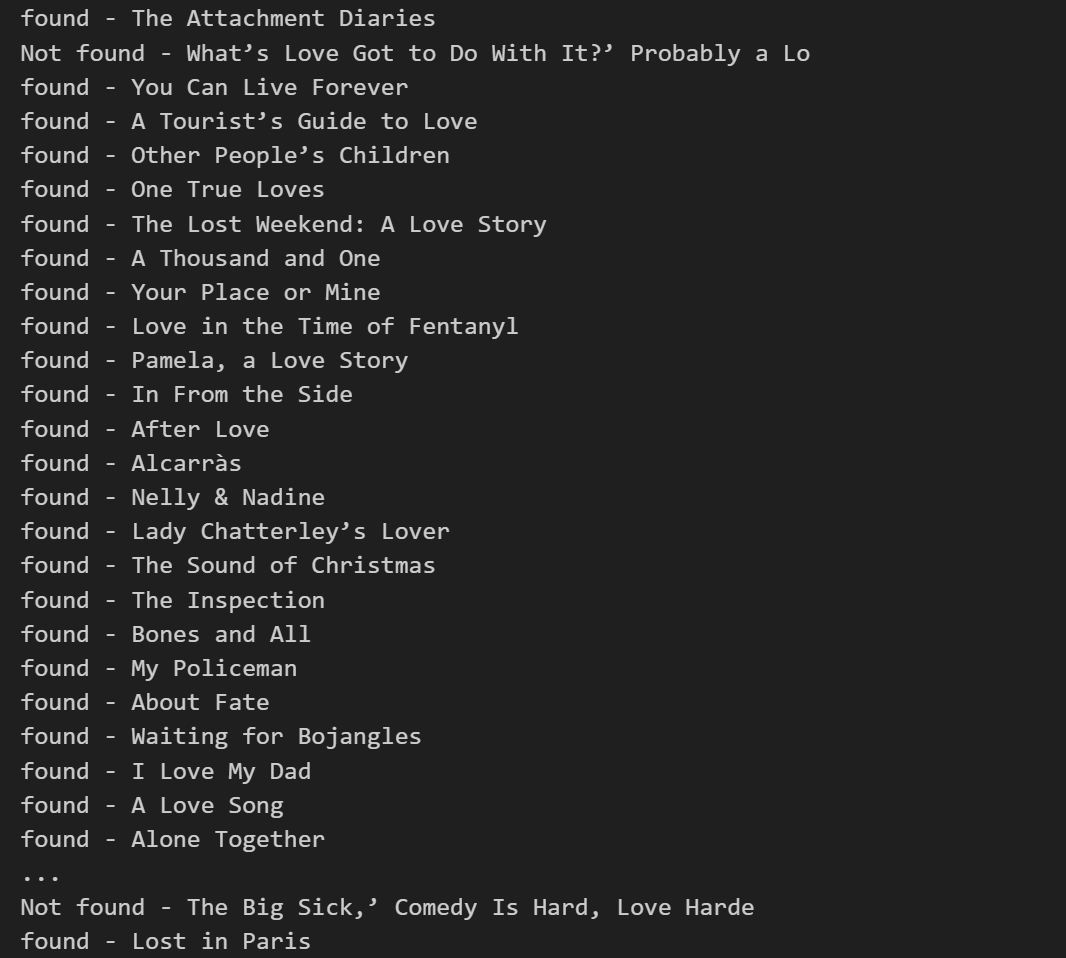 found - The Attachment Diaries
Not found - What’s Love Got to Do With It?’ Probably a Lo
found - You Can Live Forever
found - A Tourist’s Guide to Love
found - Other People’s Children
found - One True Loves
found - The Lost Weekend: A Love Story
found - A Thousand and One
found - Your Place or Mine
found - Love in the Time of Fentanyl
found - Pamela, a Love Story
found - In From the Side
found - After Love
found - Alcarràs
found - Nelly & Nadine
found - Lady Chatterley’s Lover
found - The Sound of Christmas
found - The Inspection
found - Bones and All
found - My Policeman
found - About Fate
found - Waiting for Bojangles
found - I Love My Dad
found - A Love Song
found - Alone Together
...
Not found - The Big Sick,’ Comedy Is Hard, Love Harde
found - Lost in Paris